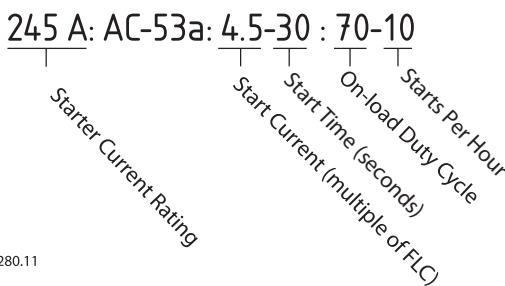 245 A: AC-53a: 4.5-30 : 70-10
Starter Current Rating
Start Current (multiple of FLC)
Start Time (seconds)
On-load Duty Cycle
Starts Per Hour
280.11